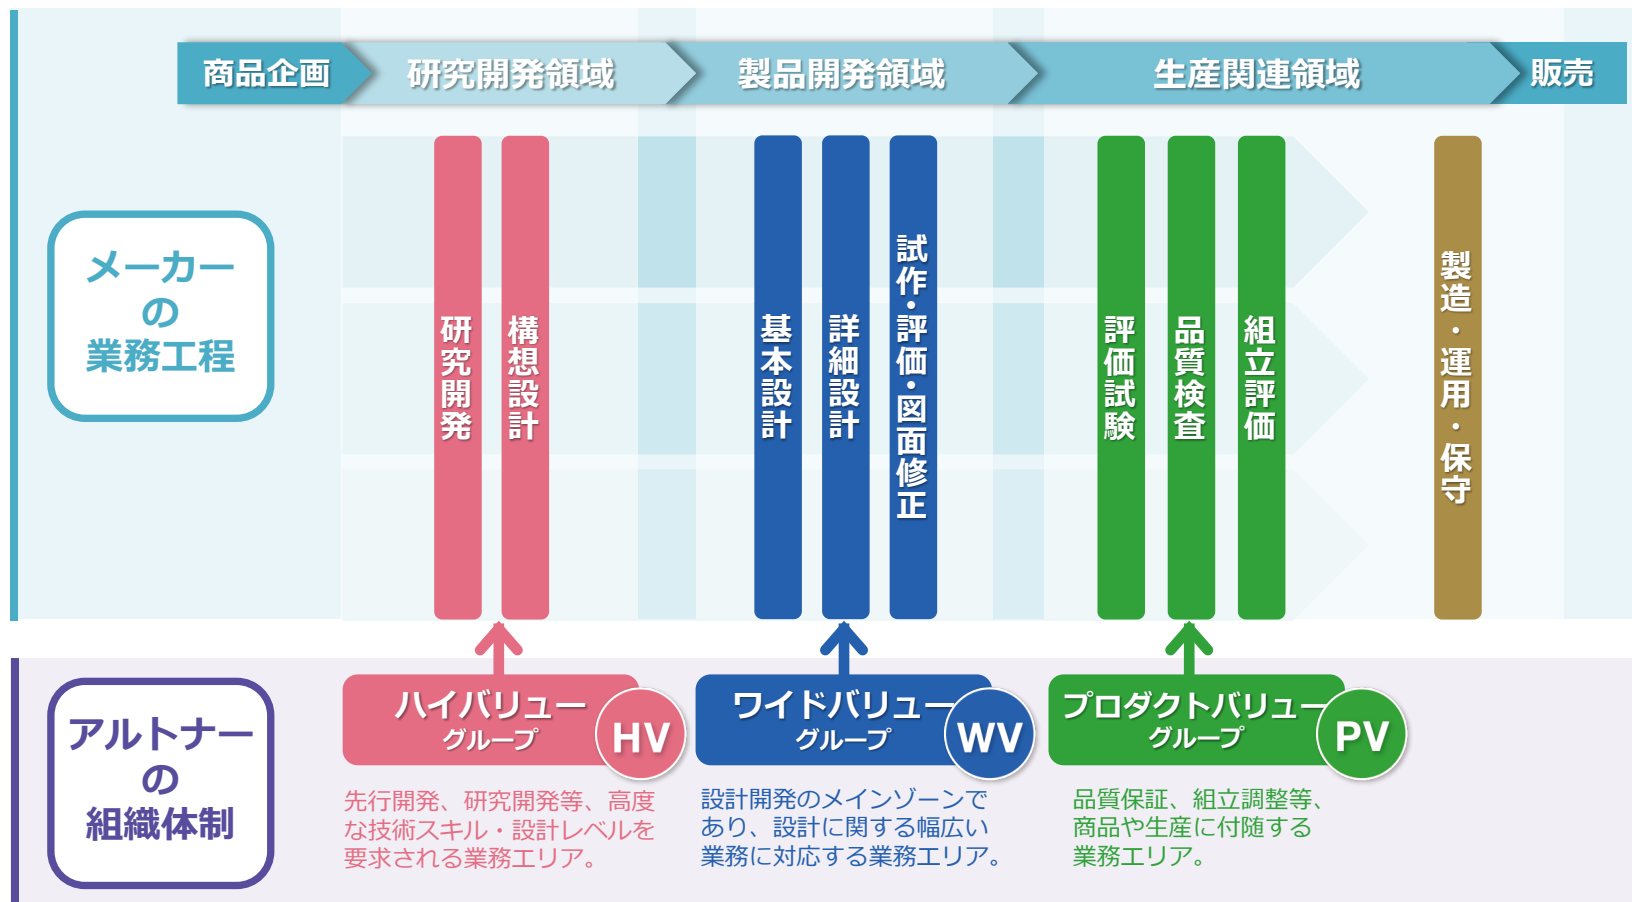 商品企画
研究開発領域
製品開発領域
生産関連領域
販売
メーカー
の
業務工程
研究開発
構想設計
基本設計
詳細設計
試作・評価・図面修正
評価試験
品質検査
組立評価
製造・運用・保守
アルトナー
の
組織体制
ハイバリュー
グループ
HV
先行開発、研究開発等、高度
な技術スキル・設計レベルを
要求される業務エリア。
ワイドバリュー
グループ
WV
設計開発のメインゾーンで
あり、設計に関する幅広い
業務に対応する業務エリア。
プロダクトバリュー
グループ
PV
品質保証、組立調整等、
商品や生産に付随する
業務エリア。